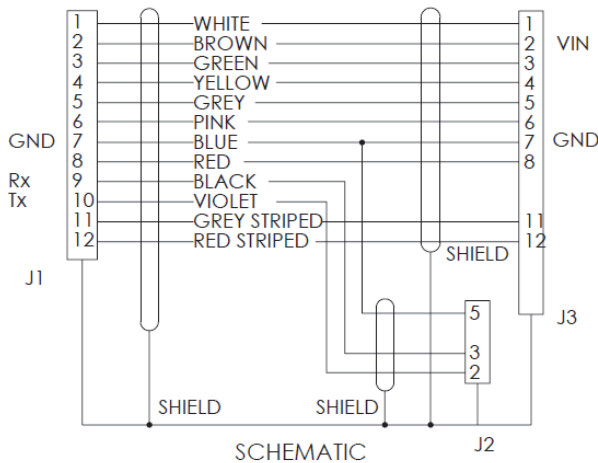 1 WHITE 1
2 BROWN 2 VIN
3 GREEN 3
4 YELLOW 4
5 GREY 5
6 PINK 6
GND 7 BLUE 7 GND
8 RED 8
Rx 9 BLACK
Tx 10 VIOLET
11 GREY STRIPED 11
12 RED STRIPED 12
SHIELD
J1
5
J3
3
2
SHIELD SHIELD
J2
SCHEMATIC